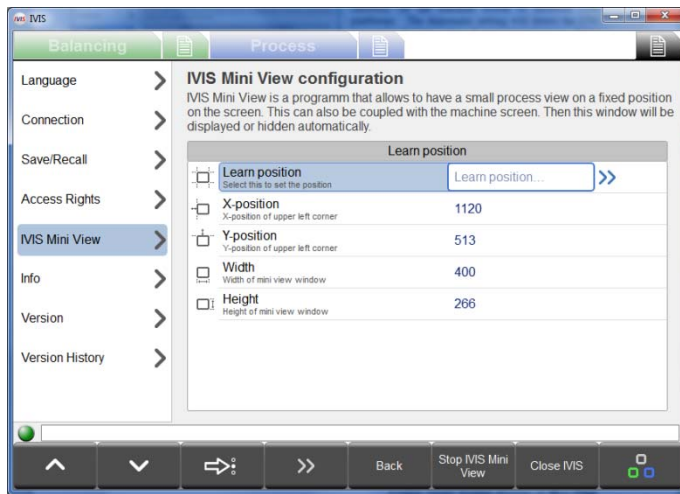 IVIS
Balancing
Process
Language
Connection
Save/Recall
Access Rights
IVIS Mini View
Info
Version
Version History
IVIS Mini View configuration
IVIS Mini View is a programm that allows to have a small process view on a fixed position
on the screen. This can also be coupled with the machine screen. Then this window will be
displayed or hidden automatically.
Learn position
Learn position
Select this to set the position
Learn position...
X-position
X-position of upper left corner
1120
Y-position
Y-position of upper left corner
513
Width
Width of mini view window
400
Height
Height of mini view window
266
Back
Stop IVIS Mini
View
Close IVIS